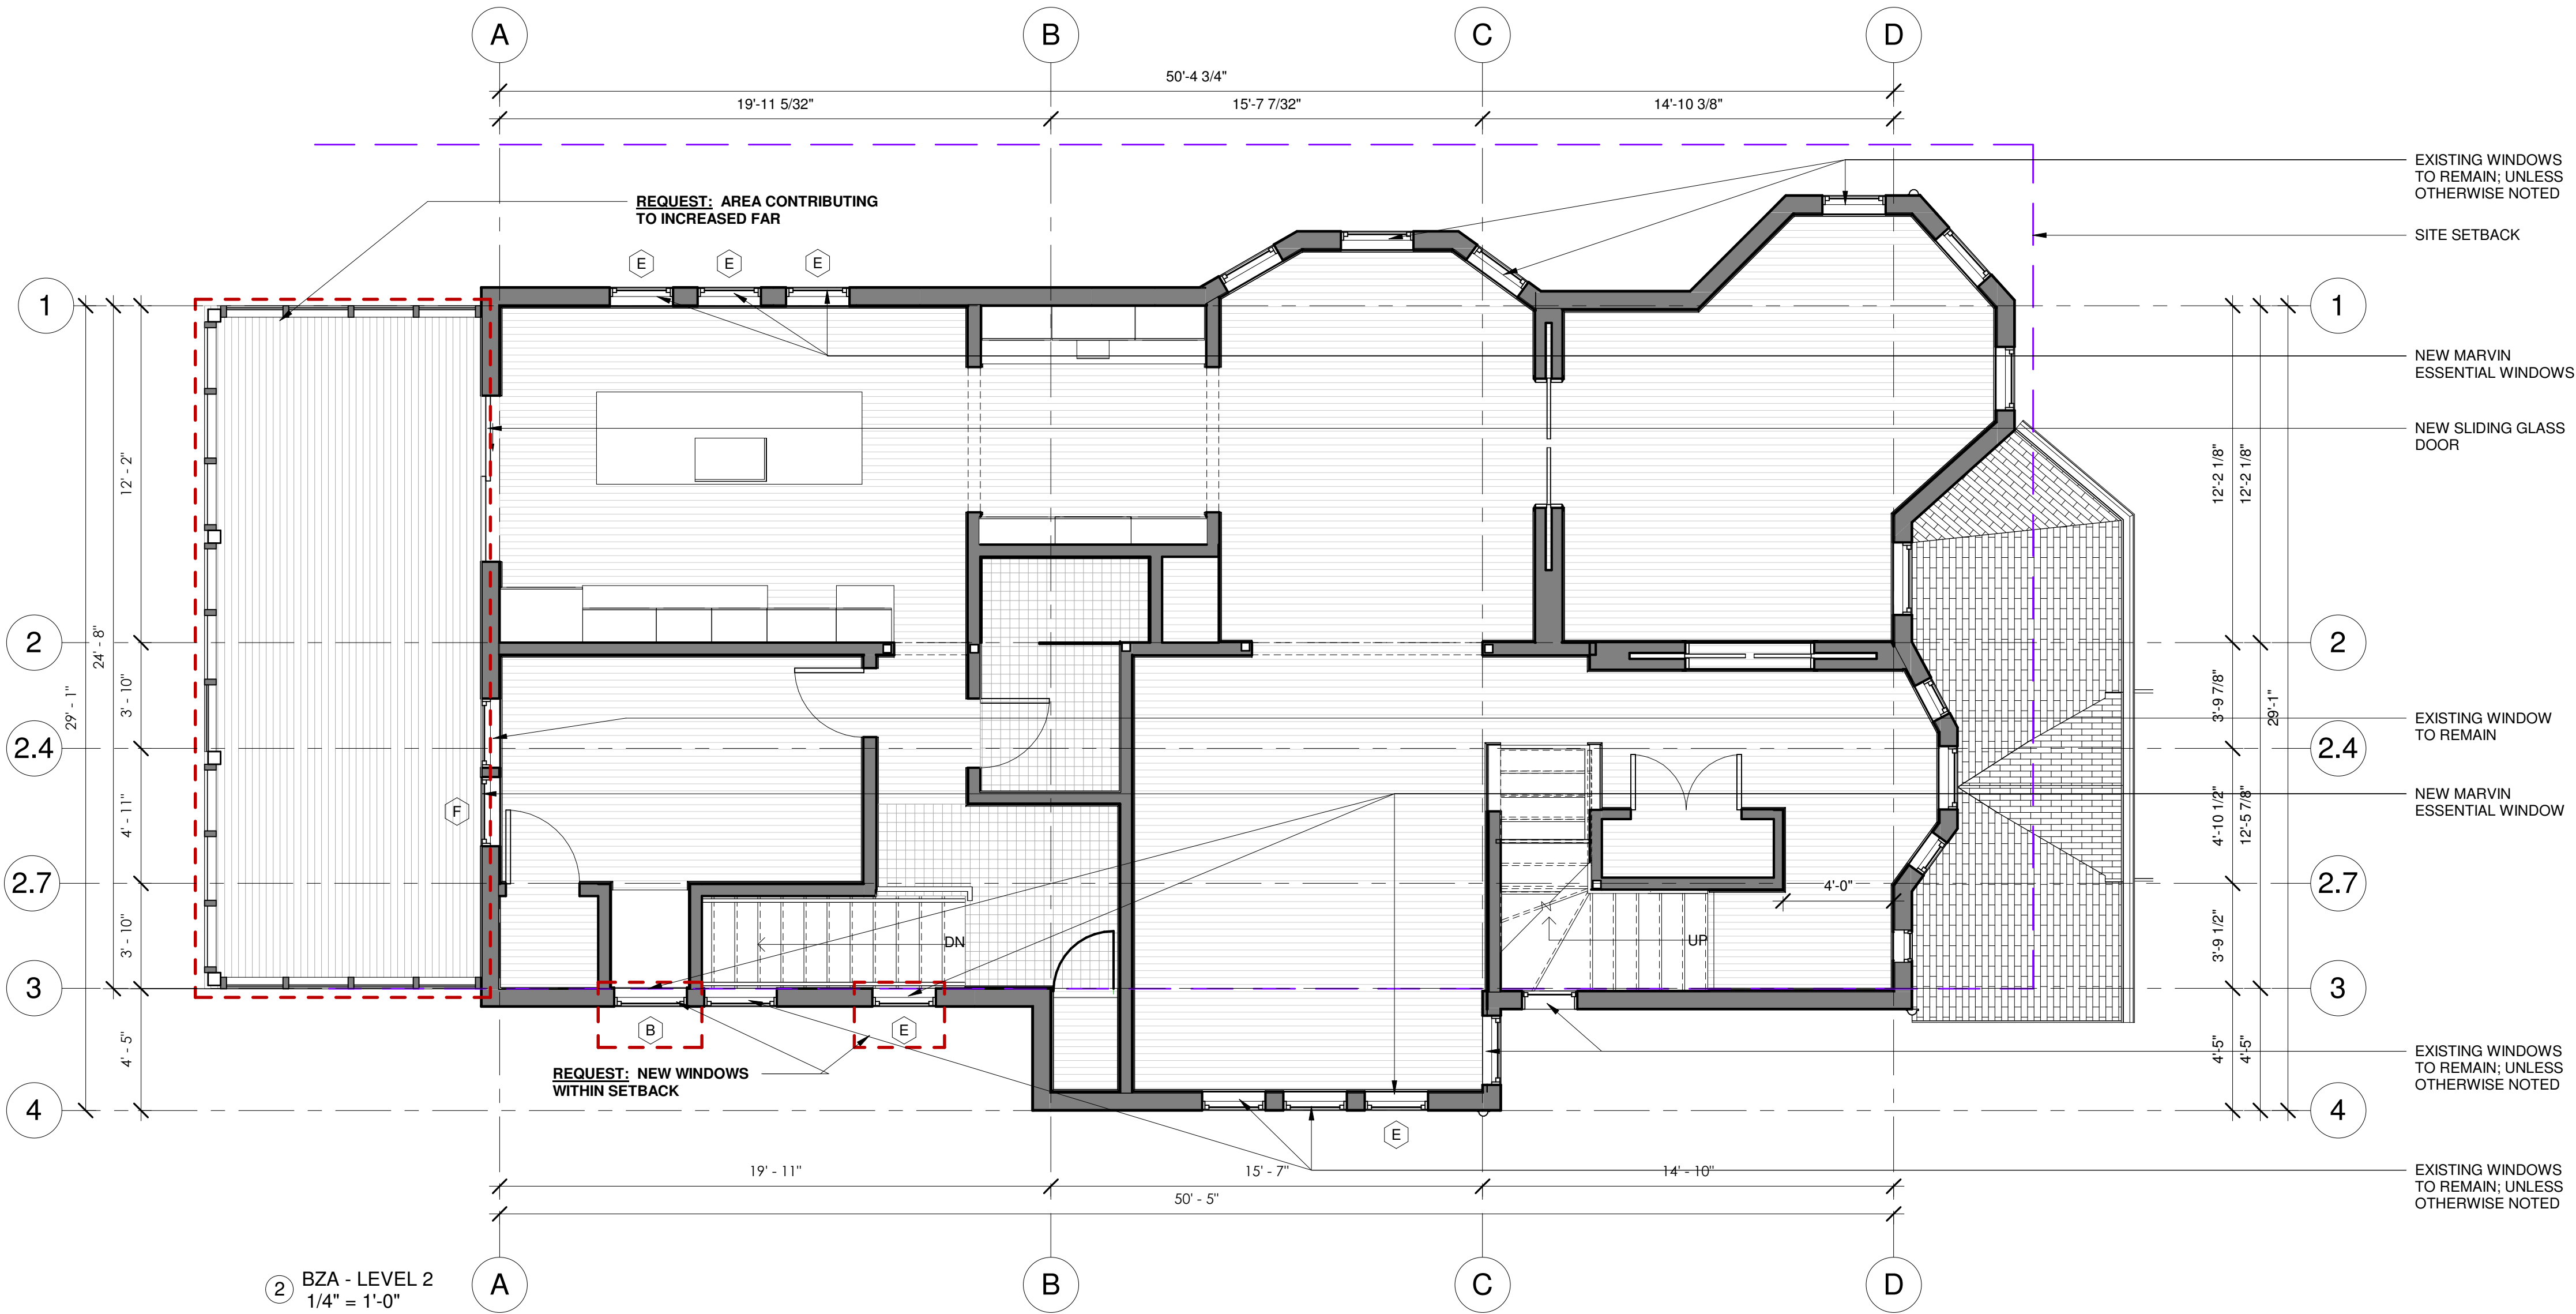 A B C D
50'-4 3/4"
19'-11 5/32" 15'-7 7/32" 14'-10 3/8"
EXISTING WINDOWS
TO REMAIN; UNLESS
OTHERWISE NOTED
REQUEST: AREA CONTRIBUTING
TO INCREASED FAR
SITE SETBACK
E E E
1 1
NEW MARVIN
ESSENTIAL WINDOWS
NEW SLIDING GLASS
DOOR
12' - 2"
12'-2 1/8"
12'-2 1/8"
2 2
24' - 8"
29' - 1"
3' - 10"
3'-9 7/8"
29'-1"
EXISTING WINDOW
TO REMAIN
2.4 2.4
NEW MARVIN
ESSENTIAL WINDOW
F
4' - 11"
4'-10 1/2"
12'-5 7/8"
2.7 2.7
4'-0"
3' - 10"
3'-9 1/2"
DN UP
3 3
B E
4' - 5"
4'-5"
4'-5"
EXISTING WINDOWS
TO REMAIN; UNLESS
OTHERWISE NOTED
REQUEST: NEW WINDOWS
WITHIN SETBACK
4 4
E
19' - 11" 15' - 7" 14' - 10"
EXISTING WINDOWS
TO REMAIN; UNLESS
OTHERWISE NOTED
50' - 5"
A B C D
2 BZA - LEVEL 2
1/4" = 1'-0"